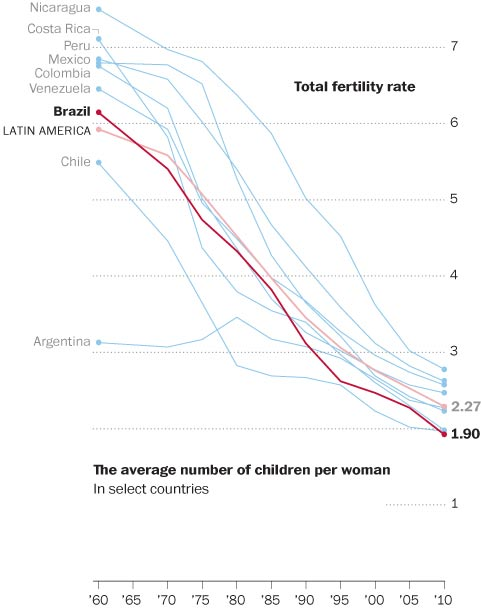 Nicaragua
Costa Rica
Peru
Mexico
Colombia
Venezuela
Brazil
LATIN AMERICA
Chile
Argentina
Total fertility rate
7
6
5
4
3
2.27
1.90
The average number of children per woman
In select countries
1
'60 '65 '70 '75 '80 '85 '90 '95 '00 '05 '10